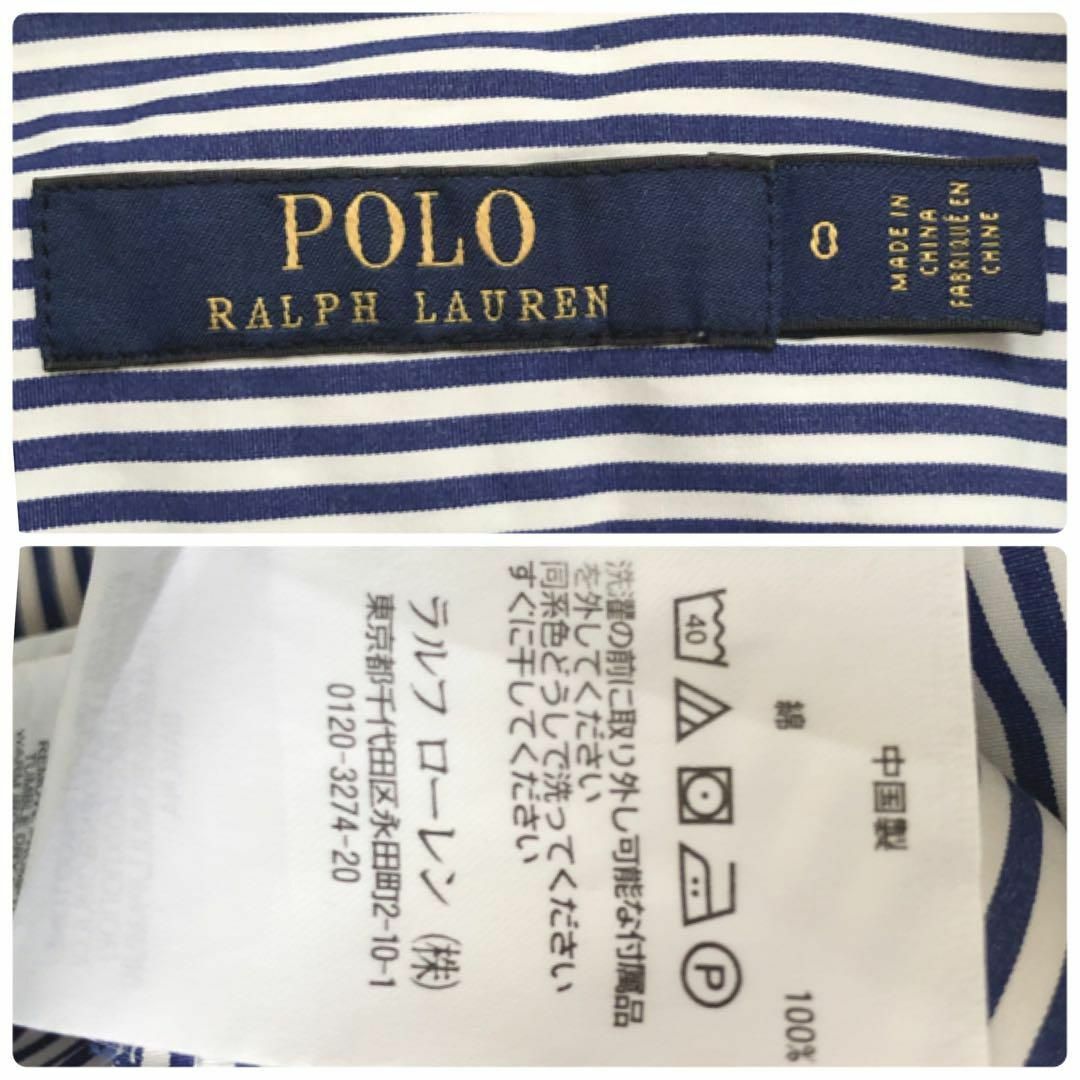 POLO
RALPH LAUREN
0
MADE IN
CHINA
FABRIQUÉ EN
CHINE
中国製
綿 100%
40
P
洗濯の前に取り外し可能な付属品
を外してください
同系色どうしで洗ってください
すぐに干してください
ラルフ ローレン (株)
東京都千代田区永田町2-10-1
0120-3274-20